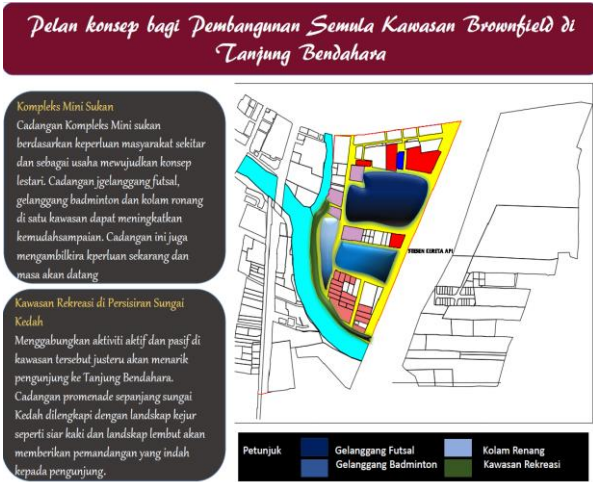 Pelan konsep bagi Pembangunan Semula Kawasan Brownfield di
Tanjung Bendahara
Kompleks Mini Sukan
Cadangan Kompleks Mini sukan
berdasarkan keperluan masyarakat sekitar
dan sebagai usaha mewujudkan konsep
lestari. Cadangan jgelanggang futsal,
gelanggang badminton dan kolam ronang
di satu kawasan dapat meningkatkan
kemudahsampaian. Cadangan ini juga
mengambilkira kperluan sekarang dan
masa akan datang
Kawasan Rekreasi di Persisiran Sungai
Kedah
Menggabungkan aktiviti aktif dan pasif di
kawasan tersebut justeru akan menarik
pengunjung ke Tanjung Bendahara.
Cadangan promenade sepanjang sungai
Kedah dilengkapi dengan landskap kejur
seperti siar kaki dan landskap lembut akan
memberikan pemandangan yang indah
kepada pengunjung.
STESEN KERETA API
Petunjuk
Gelanggang Futsal
Kolam Renang
Gelanggang Badminton
Kawasan Rekreasi